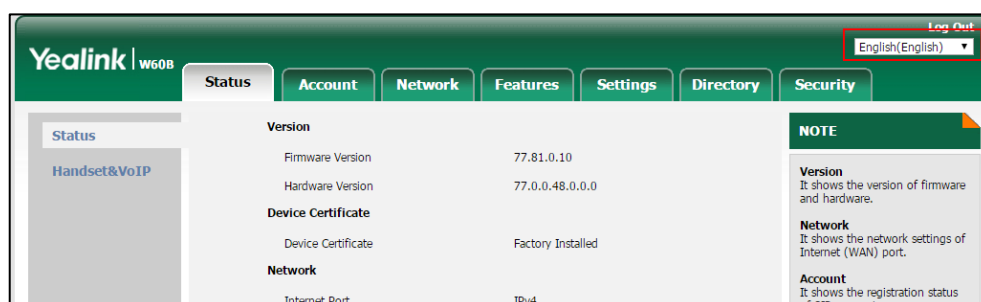 Log Out
English(English)
Yealink W60B
Status Account Network Features Settings Directory Security
Status
Handset&VoIP
Version
Firmware Version 77.81.0.10
Hardware Version 77.0.0.48.0.0.0
Device Certificate
Device Certificate Factory Installed
Network
Internet Port IPv4
NOTE
Version
It shows the version of firmware
and hardware.
Network
It shows the network settings of
Internet (WAN) port.
Account
It shows the registration status